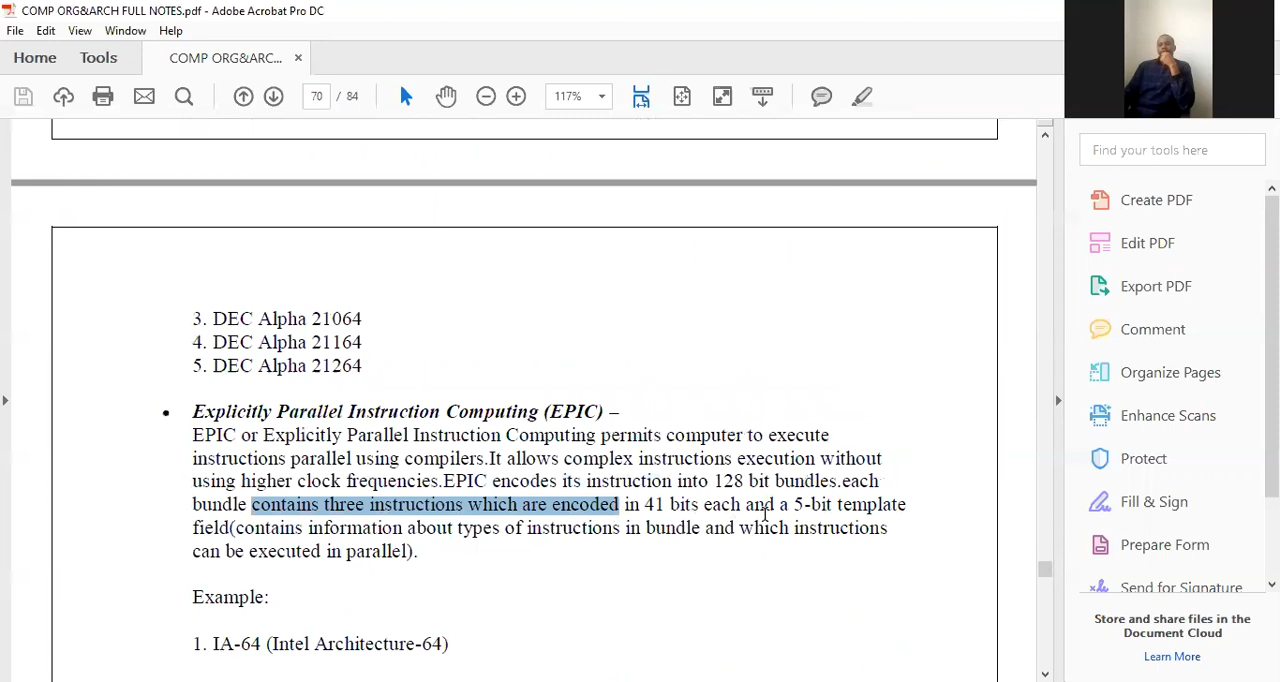 COMP ORG&ARCH FULL NOTES.pdf - Adobe Acrobat Pro DC
File Edit View Window Help
Home Tools COMP ORG&ARC... ×
70 / 84 117%
Find your tools here
Create PDF
Edit PDF
Export PDF
Comment
Organize Pages
Enhance Scans
Protect
Fill & Sign
Prepare Form
Send for Signature
Store and share files in the
Document Cloud
Learn More
3. DEC Alpha 21064
4. DEC Alpha 21164
5. DEC Alpha 21264
• Explicitly Parallel Instruction Computing (EPIC) –
EPIC or Explicitly Parallel Instruction Computing permits computer to execute
instructions parallel using compilers.It allows complex instructions execution without
using higher clock frequencies.EPIC encodes its instruction into 128 bit bundles.each
bundle contains three instructions which are encoded in 41 bits each and a 5-bit template
field(contains information about types of instructions in bundle and which instructions
can be executed in parallel).
Example:
1. IA-64 (Intel Architecture-64)